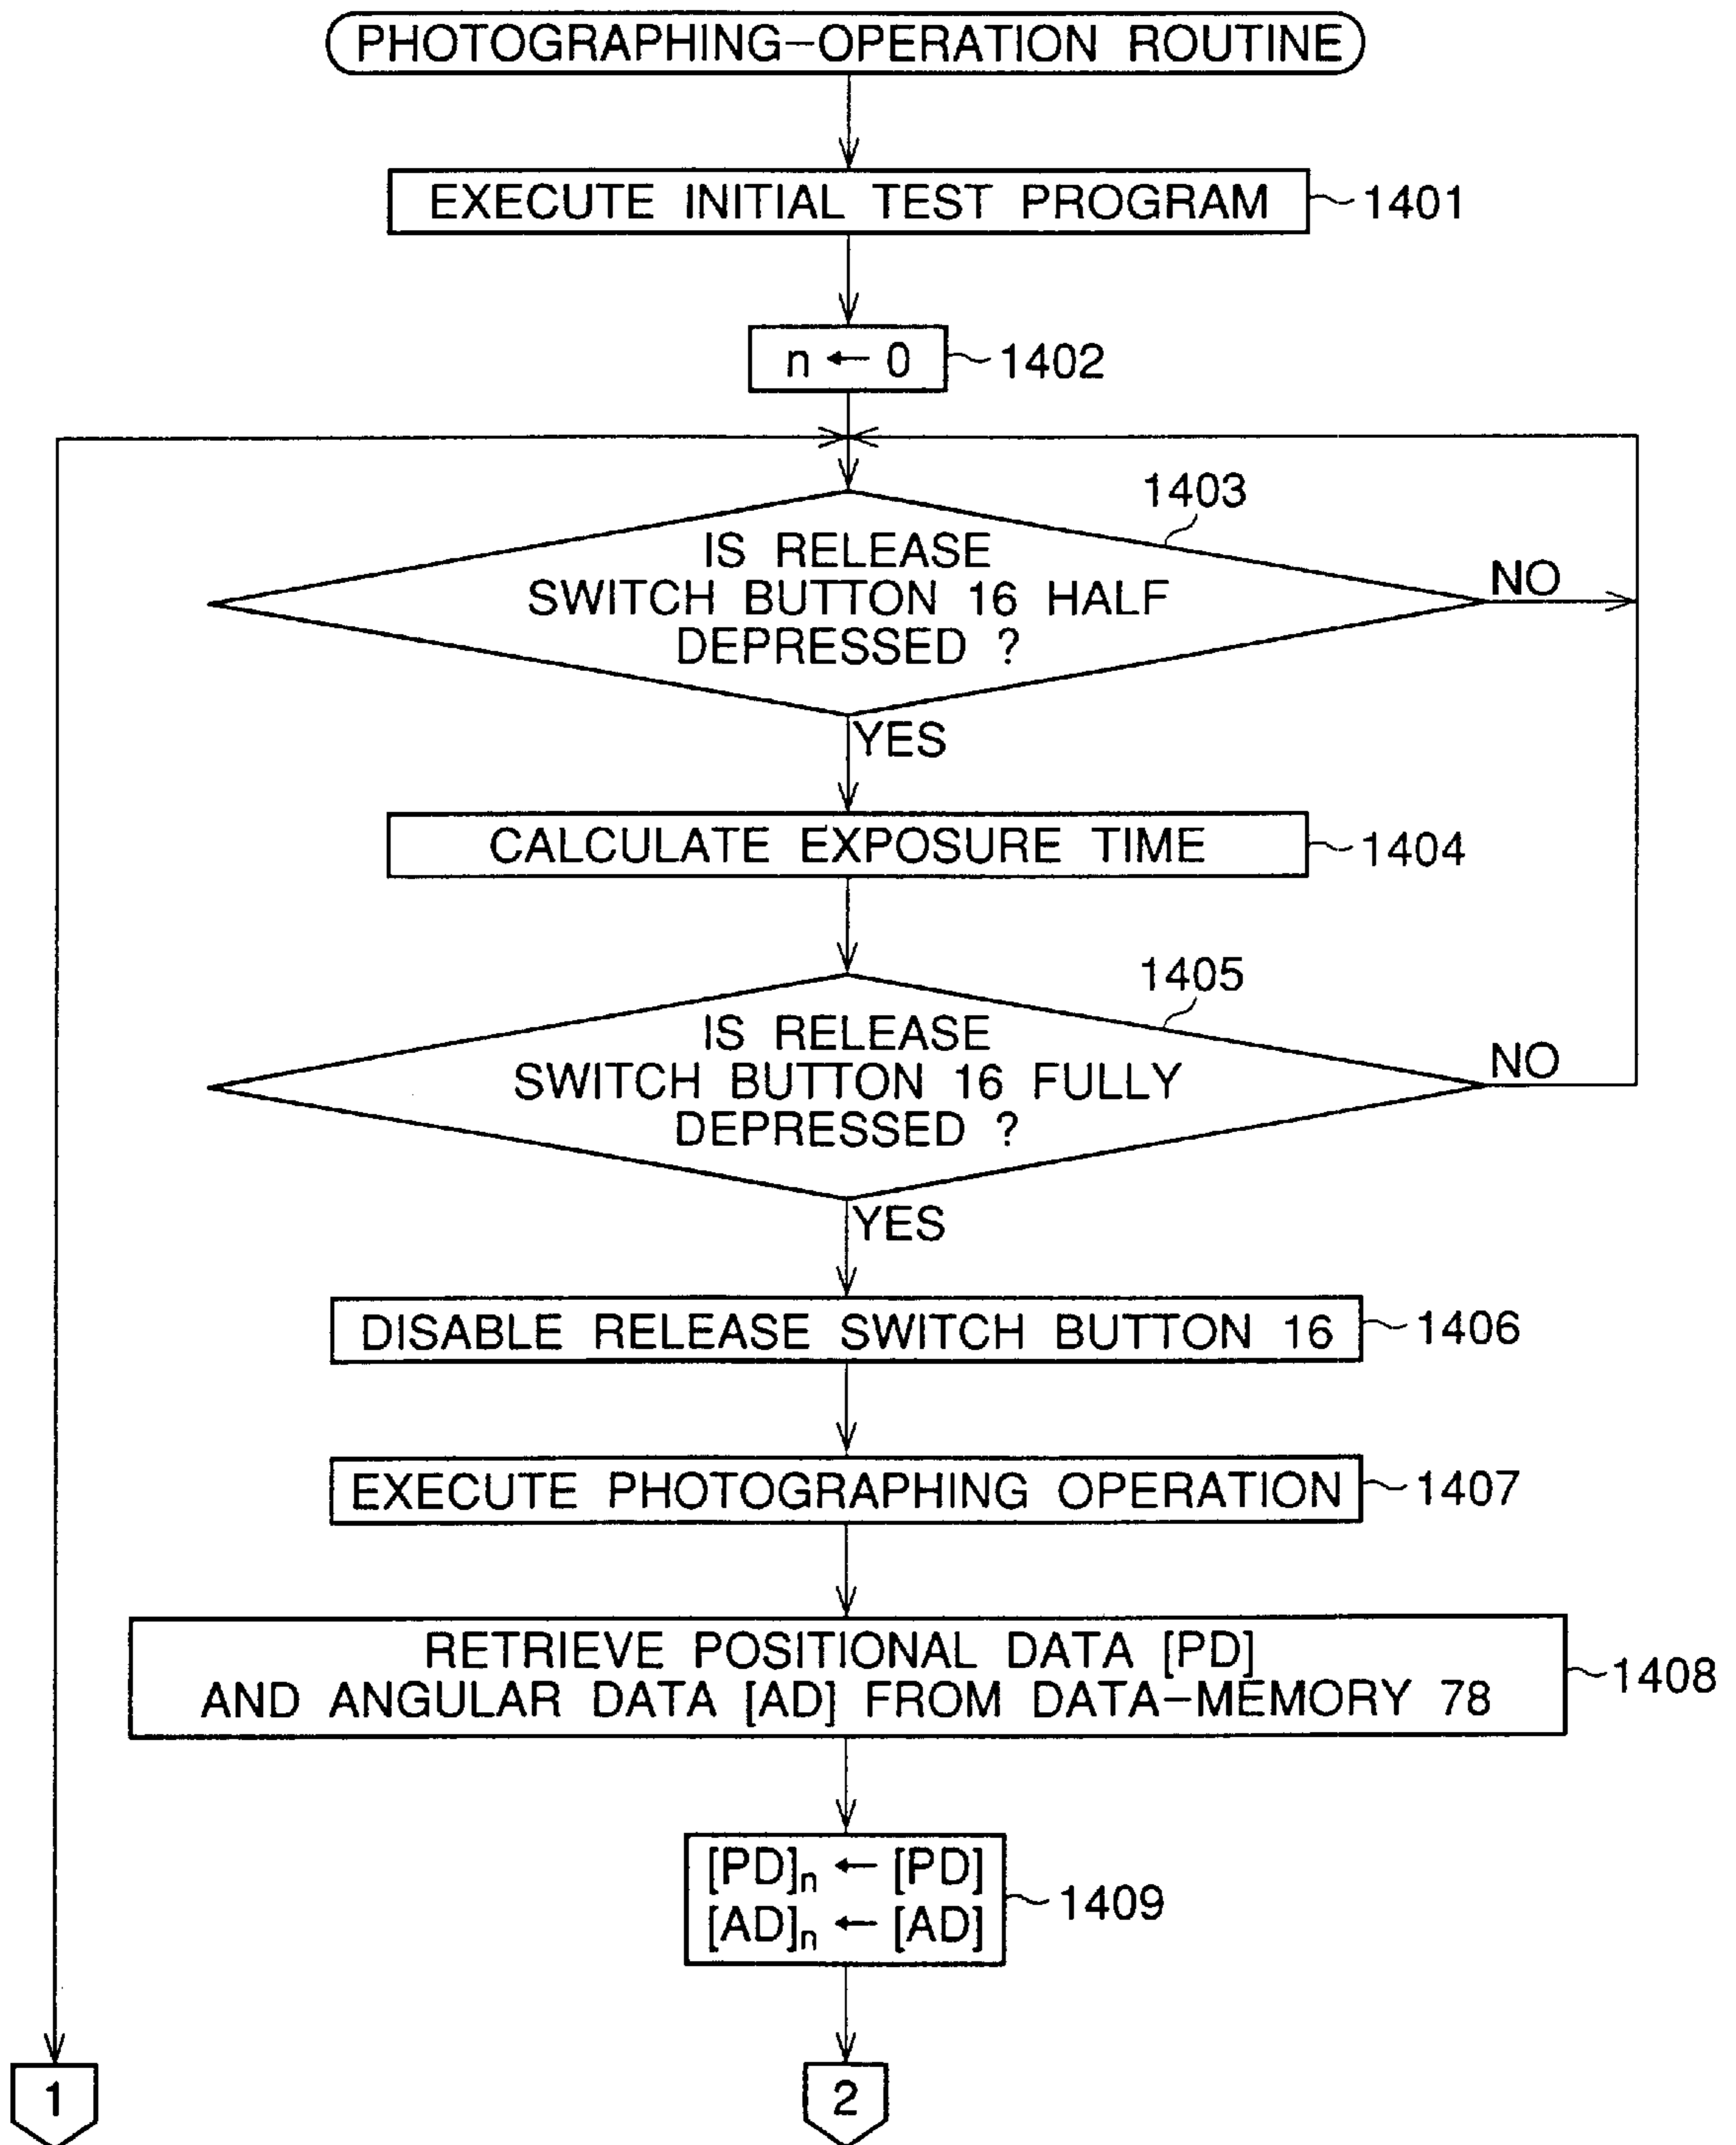 PHOTOGRAPHING-OPERATION ROUTINE
EXECUTE INITIAL TEST PROGRAM
1401
n ← 0
1402
1403
IS RELEASE
SWITCH BUTTON 16 HALF
DEPRESSED ?
NO
YES
CALCULATE EXPOSURE TIME
1404
1405
IS RELEASE
SWITCH BUTTON 16 FULLY
DEPRESSED ?
NO
YES
DISABLE RELEASE SWITCH BUTTON 16
1406
EXECUTE PHOTOGRAPHING OPERATION
1407
RETRIEVE POSITIONAL DATA [PD]
AND ANGULAR DATA [AD] FROM DATA-MEMORY 78
1408
[PD]n ← [PD]
[AD]n ← [AD]
1409
1
2